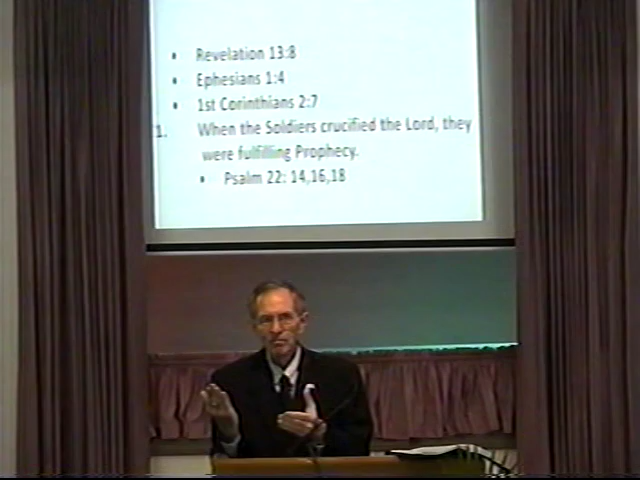 • Revelation 13:8
• Ephesians 1:4
• 1st Corinthians 2:7
1. When the Soldiers crucified the Lord, they
were fulfilling Prophecy.
• Psalm 22: 14,16,18